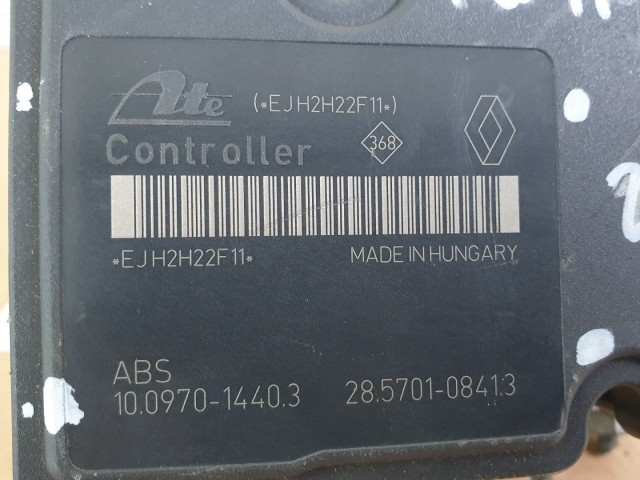 Ate (*EJH2H22F11*)
Controller 368
*EJH2H22F11* MADE IN HUNGARY
ABS
10.0970-1440.3 28.5701-0841.3